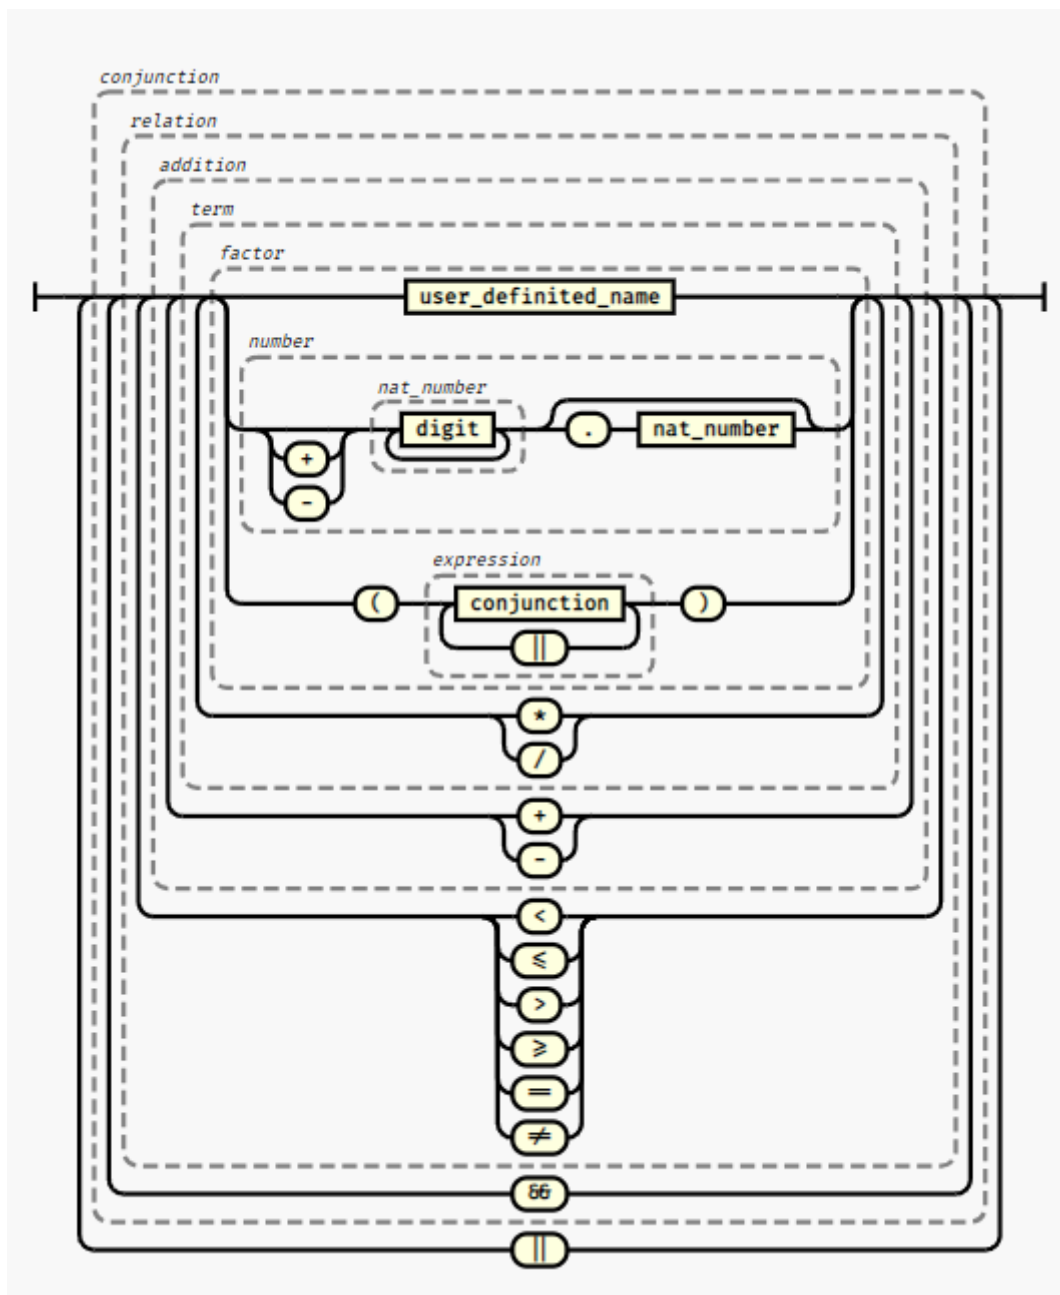 conjunction
relation
addition
term
factor
user_definited_name
number
nat_number
digit
. nat_number
+
-
expression
( conjunction )
||
*
/
+
-
<
⩽
>
⩾
==
≠
&&
||